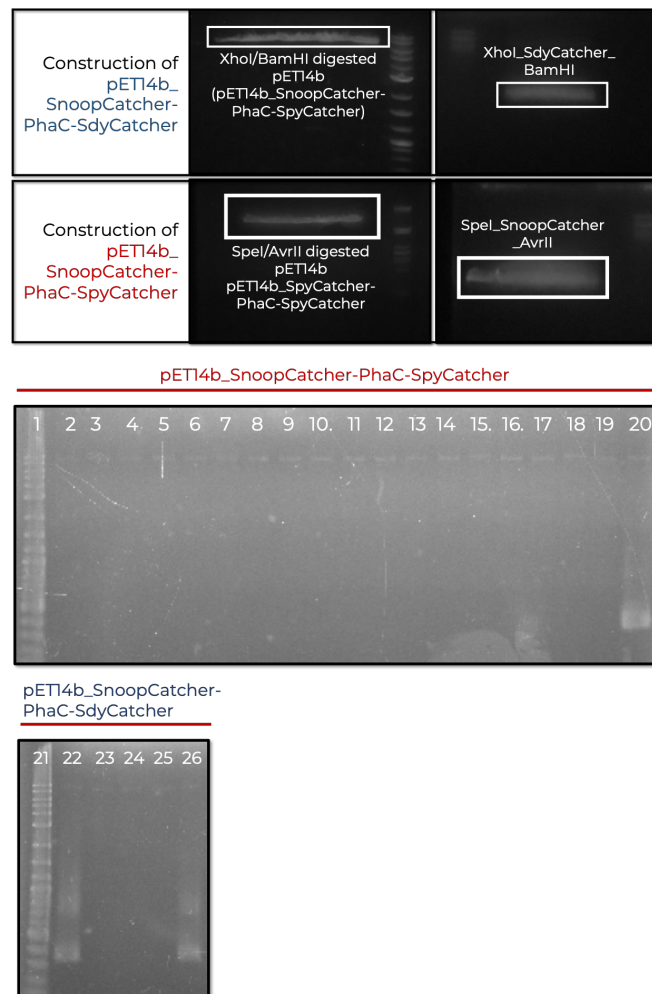 Construction of
pET14b_
SnoopCatcher-
PhaC-SdyCatcher
XhoI/BamHI digested
pET14b
(pET14b_SnoopCatcher-
PhaC-SpyCatcher)
XhoI_SdyCatcher_
BamHI
Construction of
pET14b_
SnoopCatcher-
PhaC-SpyCatcher
SpeI/AvrII digested
pET14b
pET14b_SpyCatcher-
PhaC-SpyCatcher
SpeI_SnoopCatcher
_AvrII
pET14b_SnoopCatcher-PhaC-SpyCatcher
1 2 3 4 5 6 7 8 9 10. 11 12 13 14 15. 16. 17 18 19 20
pET14b_SnoopCatcher-
PhaC-SdyCatcher
21 22 23 24 25 26